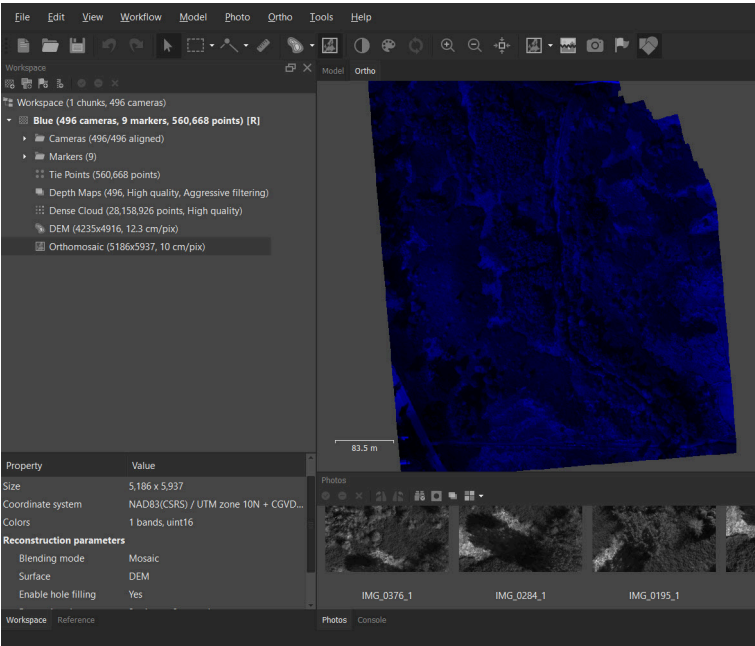 File Edit View Workflow Model Photo Ortho Tools Help
Workspace
Model Ortho
Workspace (1 chunks, 496 cameras)
Blue (496 cameras, 9 markers, 560,668 points) [R]
Cameras (496/496 aligned)
Markers (9)
Tie Points (560,668 points)
Depth Maps (496, High quality, Aggressive filtering)
Dense Cloud (28,158,926 points, High quality)
DEM (4235x4916, 12.3 cm/pix)
Orthomosaic (5186x5937, 10 cm/pix)
83.5 m
Property Value
Size 5,186 x 5,937
Coordinate system NAD83(CSRS) / UTM zone 10N + CGVD...
Colors 1 bands, uint16
Reconstruction parameters
Blending mode Mosaic
Surface DEM
Enable hole filling Yes
Photos
IMG_0376_1 IMG_0284_1 IMG_0195_1
Workspace Reference
Photos Console